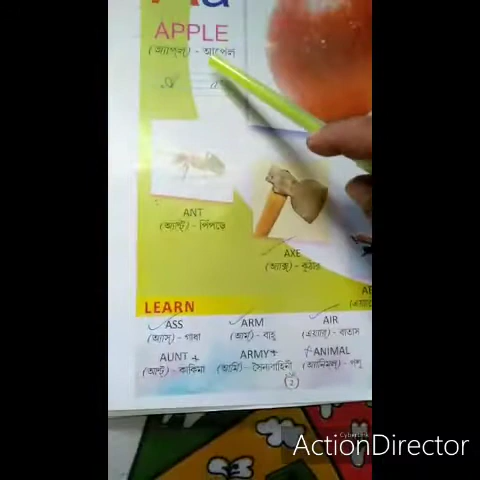 Aa
APPLE
(অ্যাপ্‌ল্) - আপেল
ANT
(অ্যান্ট্) - পিঁপড়ে
AXE
(অ্যাক্স্) - কুঠার
LEARN
ASS
(অ্যাস্) - গাধা
ARM
(আর্ম্) - বাহু
AIR
(এয়্যার্) - বাতাস
AUNT
(আন্ট্) - কাকিমা
ARMY
(আর্মি) - সৈন্যবাহিনী
ANIMAL
(অ্যানিমল্) - পশু
2
ActionDirector